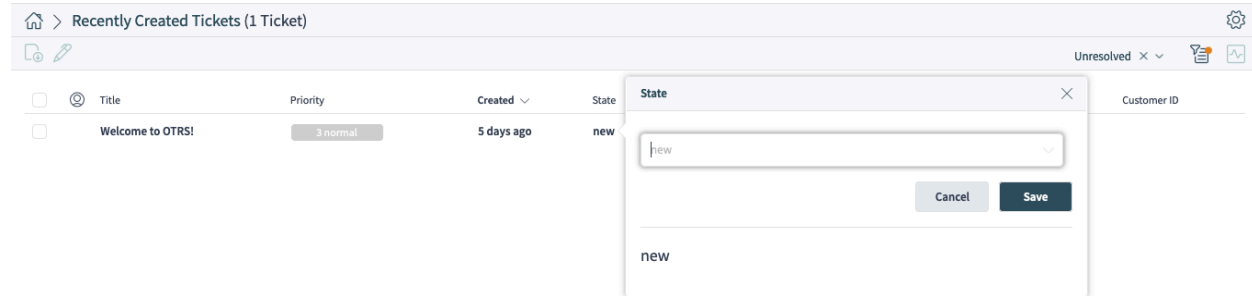 > Recently Created Tickets (1 Ticket)
Unresolved ×
Title Priority Created State Customer ID
Welcome to OTRS! 3 normal 5 days ago new
State
new
Cancel Save
new